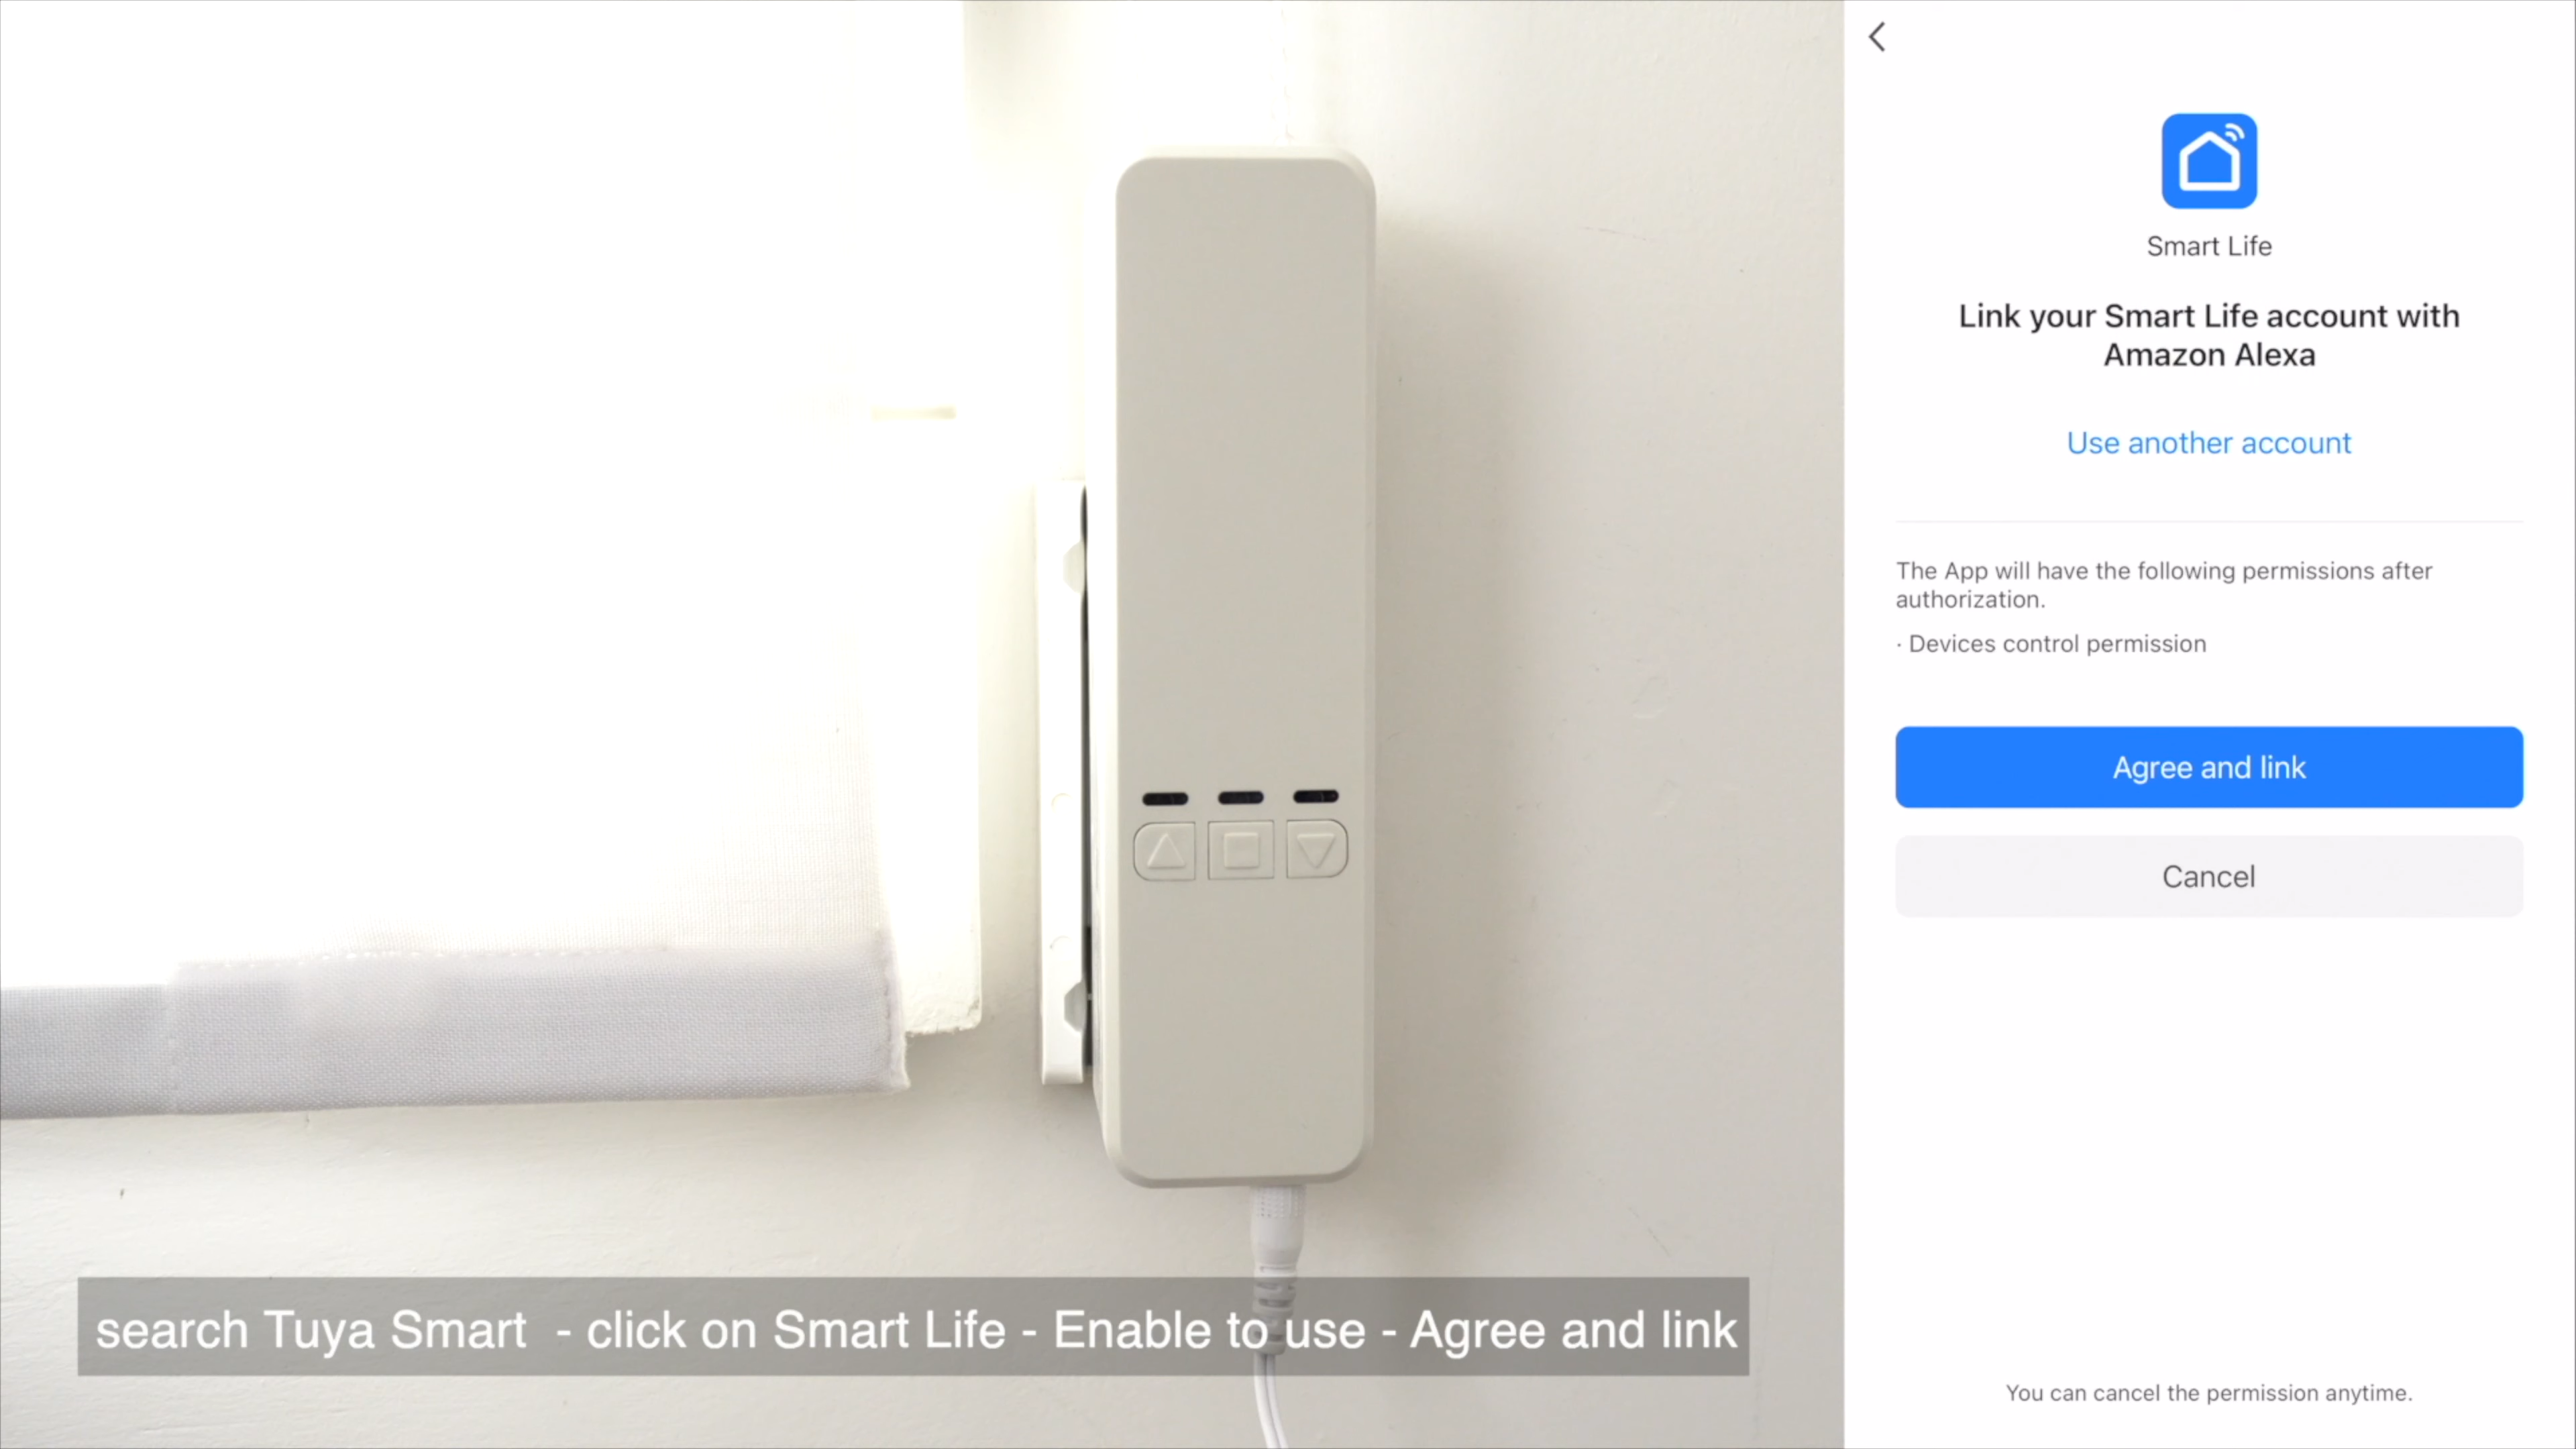 Smart Life
Link your Smart Life account with
Amazon Alexa
Use another account
The App will have the following permissions after
authorization.
· Devices control permission
Agree and link
Cancel
You can cancel the permission anytime.
search Tuya Smart - click on Smart Life - Enable to use - Agree and link